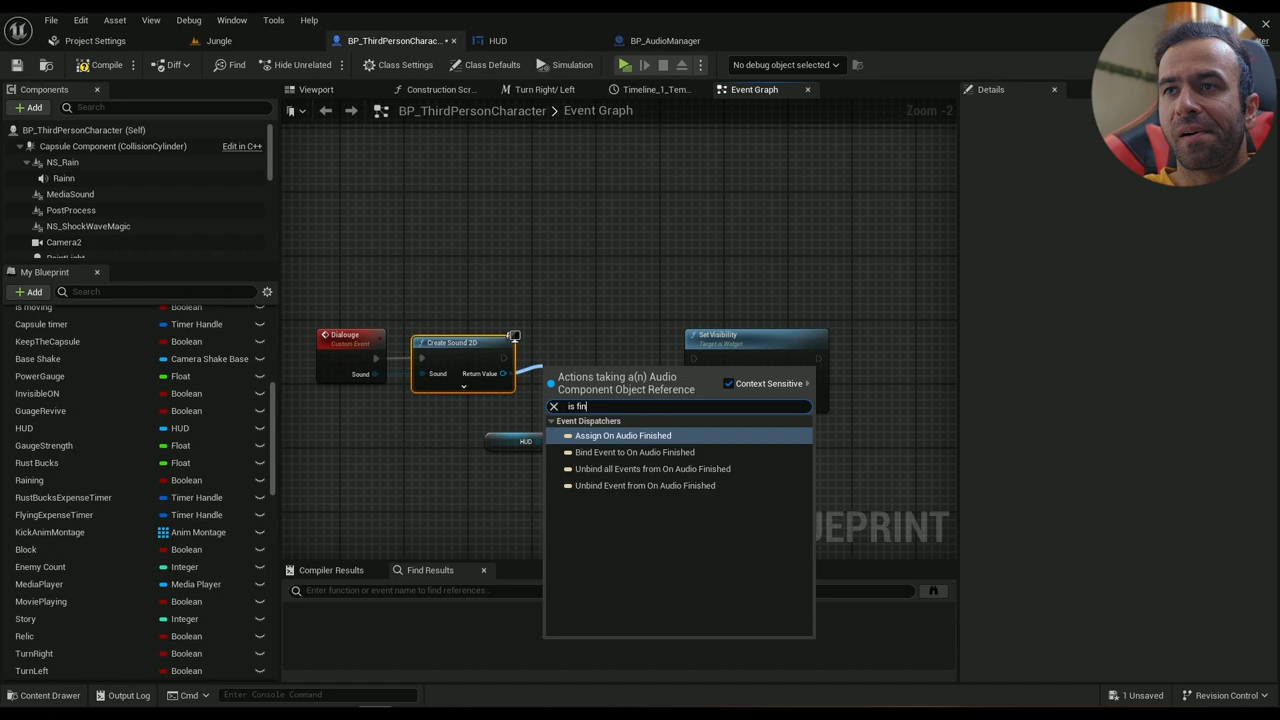 File Edit Asset View Debug Window Tools Help
Project Settings Jungle BP_ThirdPersonCharac... HUD BP_AudioManager
Compile Diff Find Hide Unrelated Class Settings Class Defaults Simulation No debug object selected
Components Viewport Construction Scr... Turn Right/ Left Timeline_1_Tem... Event Graph Details
Add Search BP_ThirdPersonCharacter > Event Graph Zoom -2
BP_ThirdPersonCharacter (Self)
Capsule Component (CollisionCylinder) Edit in C++
NS_Rain
Rainn
MediaSound
PostProcess
NS_ShockWaveMagic
Camera2
My Blueprint
Add Search
Is moving Boolean
Capsule timer Timer Handle
KeepTheCapsule Boolean
Base Shake Camera Shake Base
PowerGauge Float
InvisibleON Boolean
GuageRevive Boolean
HUD HUD
GaugeStrength Float
Rust Bucks Float
Raining Boolean
RustBucksExpenseTimer Timer Handle
FlyingExpenseTimer Timer Handle
KickAnimMontage Anim Montage
Block Boolean
Enemy Count Integer
MediaPlayer Media Player
MoviePlaying Boolean
Story Integer
Relic Boolean
TurnRight Boolean
TurnLeft Boolean
Dialouge
Custom Event
Sound
Create Sound 2D
Sound Return Value
Set Visibility
Target is Widget
HUD
Actions taking a(n) Audio
Component Object Reference
Context Sensitive
is fin
Event Dispatchers
Assign On Audio Finished
Bind Event to On Audio Finished
Unbind all Events from On Audio Finished
Unbind Event from On Audio Finished
UEPRINT
Compiler Results Find Results
Enter function or event name to find references...
Content Drawer Output Log Cmd Enter Console Command 1 Unsaved Revision Control